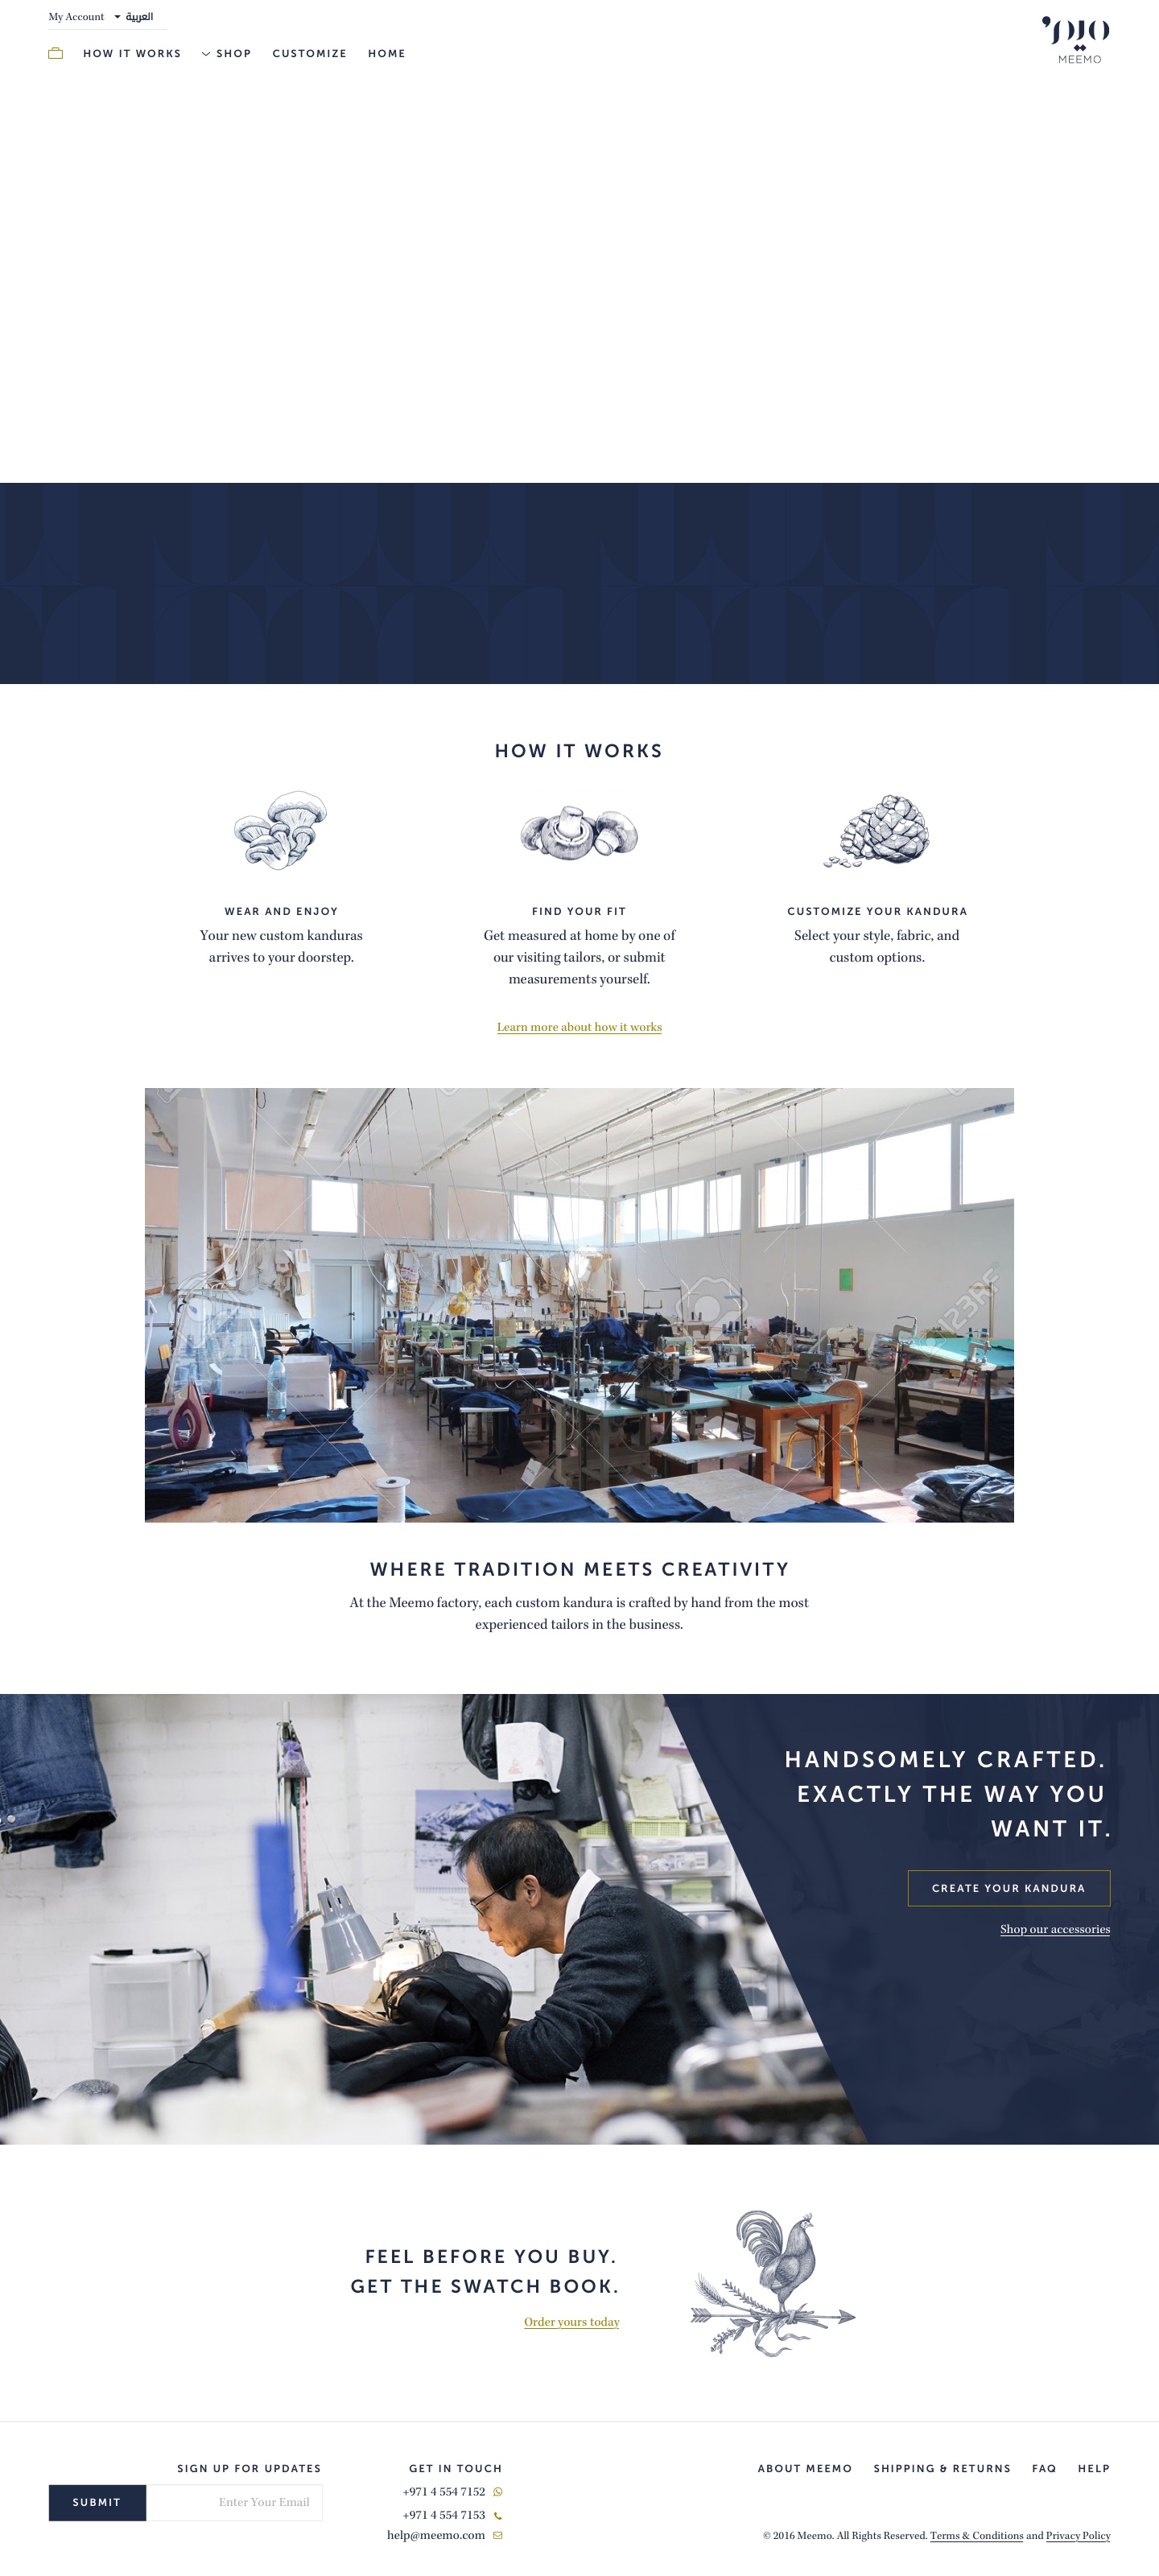 My Account العربية
HOW IT WORKS SHOP CUSTOMIZE HOME
MEEMO
HOW IT WORKS
WEAR AND ENJOY
Your new custom kanduras
arrives to your doorstep.
FIND YOUR FIT
Get measured at home by one of
our visiting tailors, or submit
measurements yourself.
CUSTOMIZE YOUR KANDURA
Select your style, fabric, and
custom options.
Learn more about how it works
123RF
WHERE TRADITION MEETS CREATIVITY
At the Meemo factory, each custom kandura is crafted by hand from the most
experienced tailors in the business.
HANDSOMELY CRAFTED.
EXACTLY THE WAY YOU
WANT IT.
CREATE YOUR KANDURA
Shop our accessories
FEEL BEFORE YOU BUY.
GET THE SWATCH BOOK.
Order yours today
SIGN UP FOR UPDATES
SUBMIT Enter Your Email
GET IN TOUCH
+971 4 554 7152
+971 4 554 7153
help@meemo.com
ABOUT MEEMO SHIPPING & RETURNS FAQ HELP
© 2016 Meemo. All Rights Reserved. Terms & Conditions and Privacy Policy